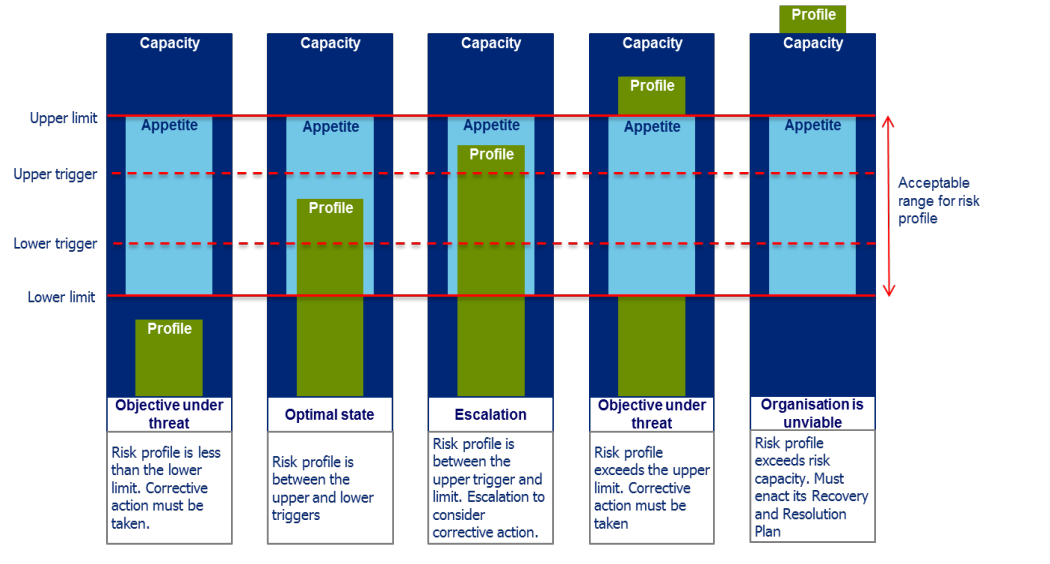 Profile
Capacity
Capacity
Capacity
Capacity
Capacity
Profile
Upper limit
Appetite
Appetite
Appetite
Appetite
Appetite
Profile
Upper trigger
Acceptable
range for risk
profile
Profile
Lower trigger
Lower limit
Profile
Objective under
threat
Risk profile is less
than the lower
limit. Corrective
action must be
taken.
Optimal state
Risk profile is
between the
upper and lower
triggers
Escalation
Risk profile is
between the
upper trigger and
limit. Escalation to
consider
corrective action.
Objective under
threat
Risk profile
exceeds the upper
limit. Corrective
action must be
taken
Organisation is
unviable
Risk profile
exceeds risk
capacity. Must
enact its Recovery
and Resolution
Plan